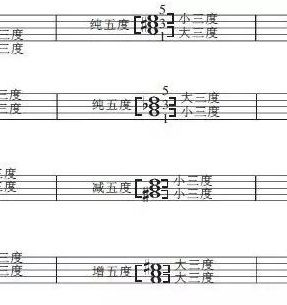 5
纯五度 3 小三度
三度 1 大三度
三度
5
三度 纯五度 3 大三度
三度 1 小三度
三度 减五度 小三度
三度 小三度
三度 增五度 大三度
三度 大三度